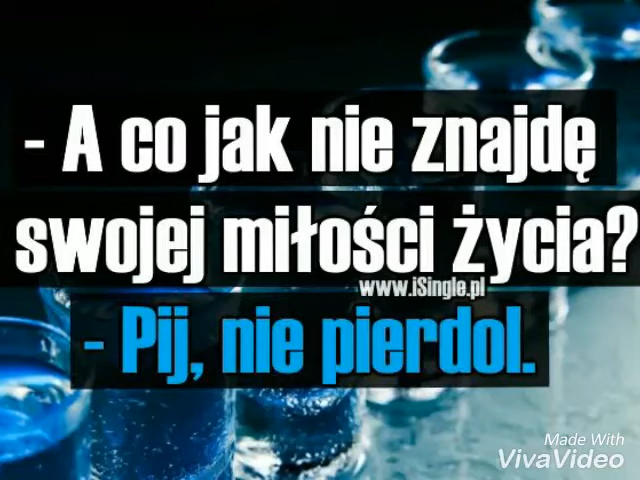 - A co jak nie znajdę
swojej miłości życia?
www.iSingle.pl
- Pij, nie pierdol.
Made With
VivaVideo